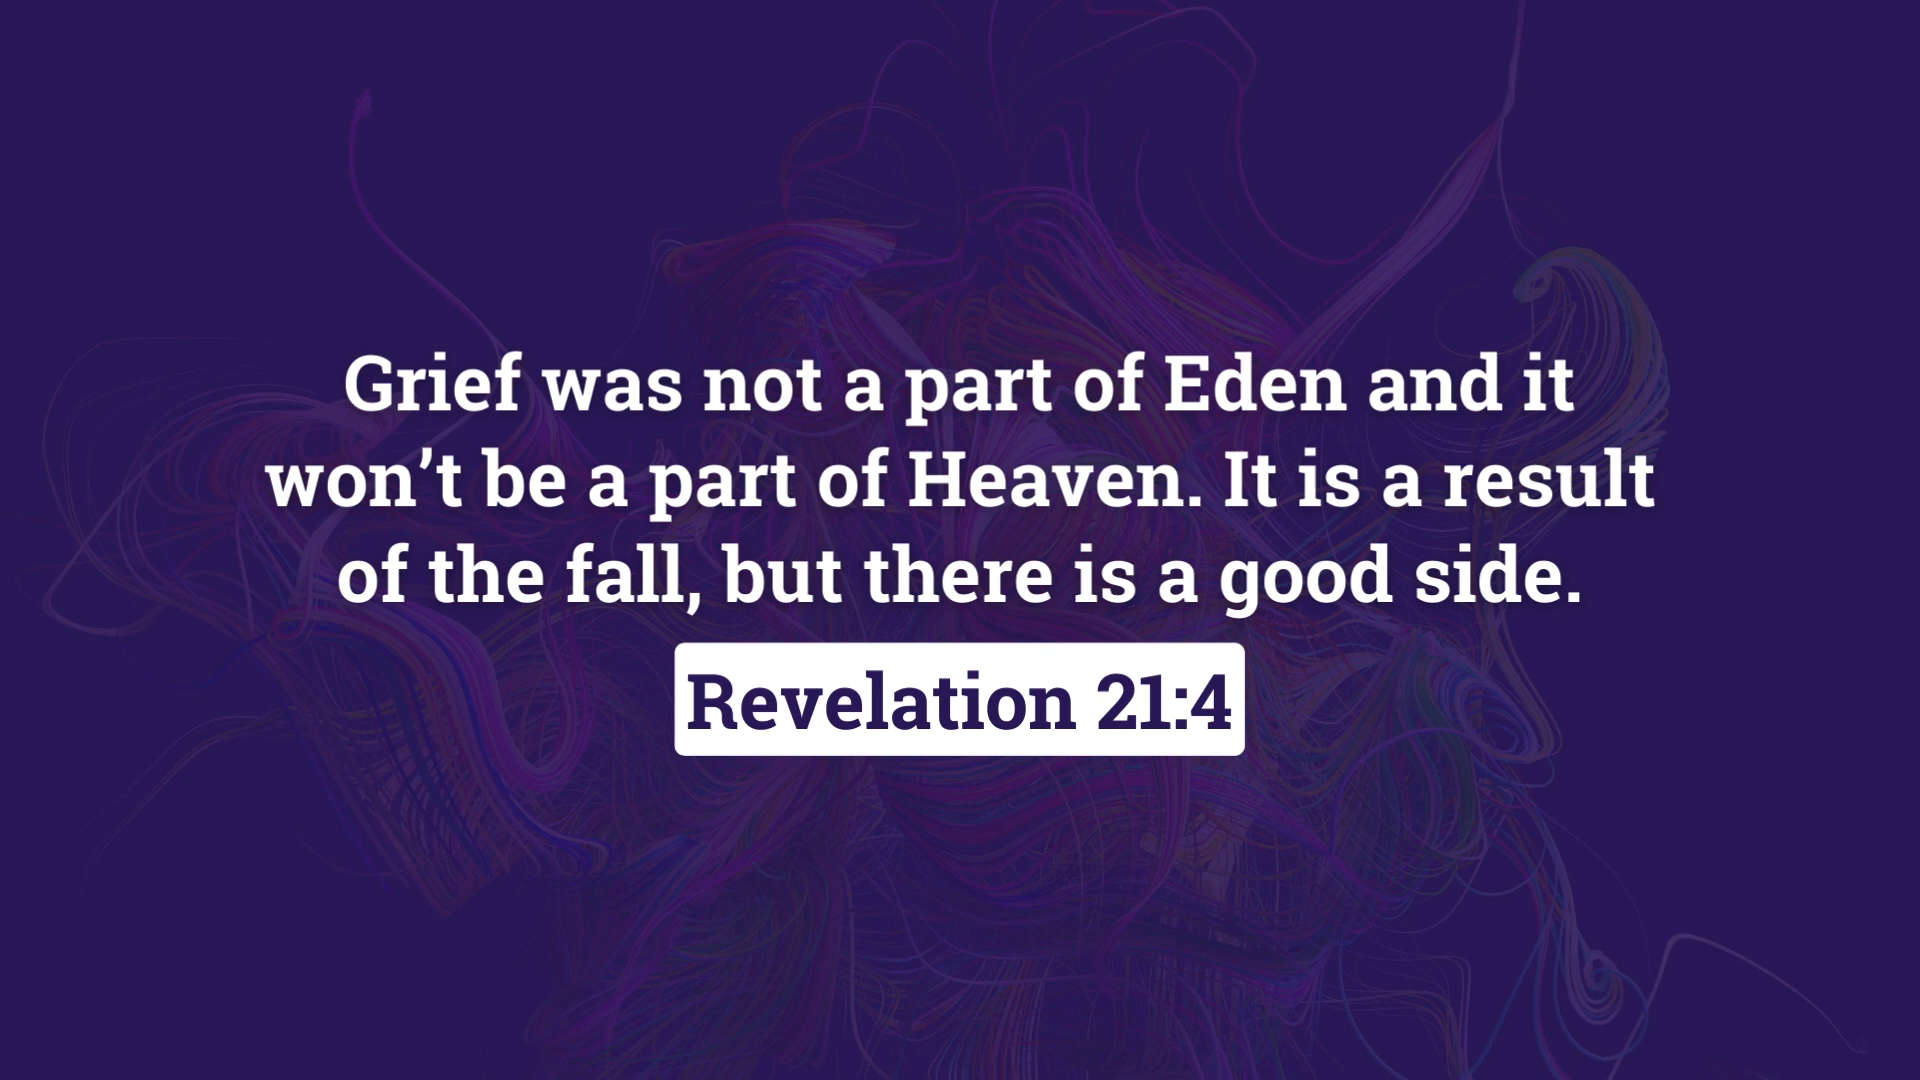 Grief was not a part of Eden and it
won’t be a part of Heaven. It is a result
of the fall, but there is a good side.
Revelation 21:4